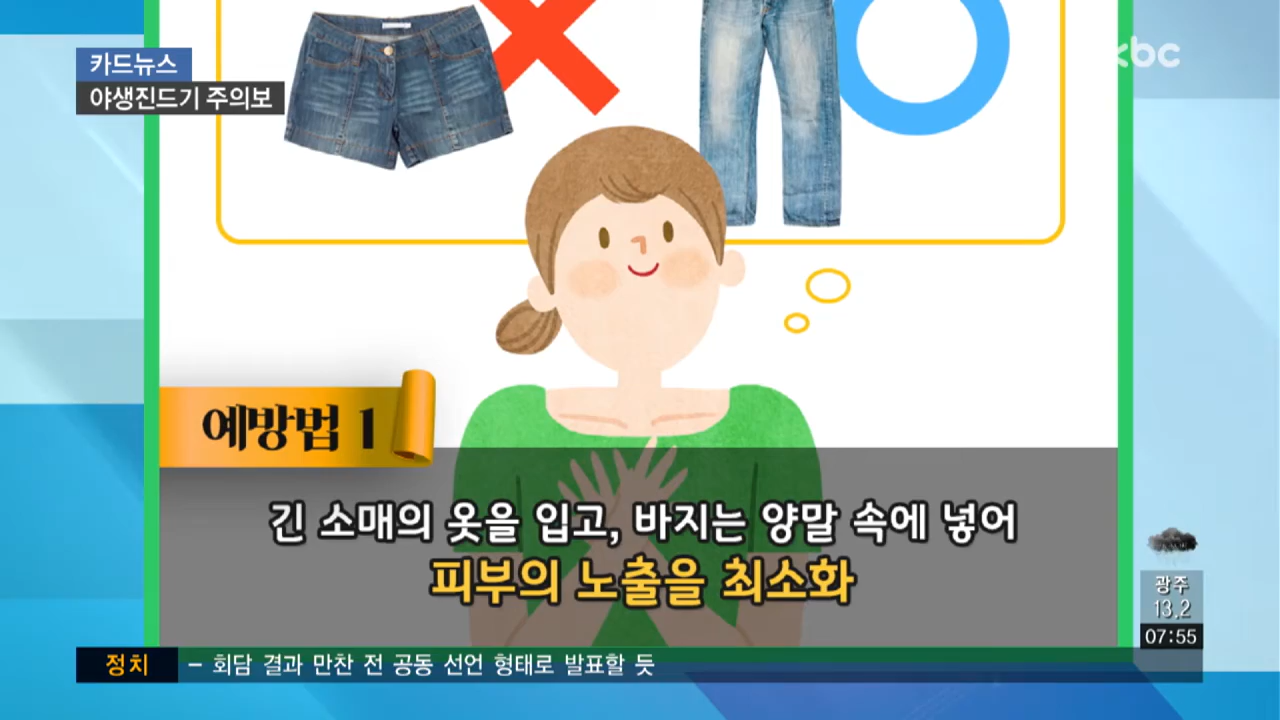 카드뉴스
야생진드기 주의보
kbc
예방법 1
긴 소매의 옷을 입고, 바지는 양말 속에 넣어
피부의 노출을 최소화
광주
13.2
07:55
정치 – 회담 결과 만찬 전 공동 선언 형태로 발표할 듯